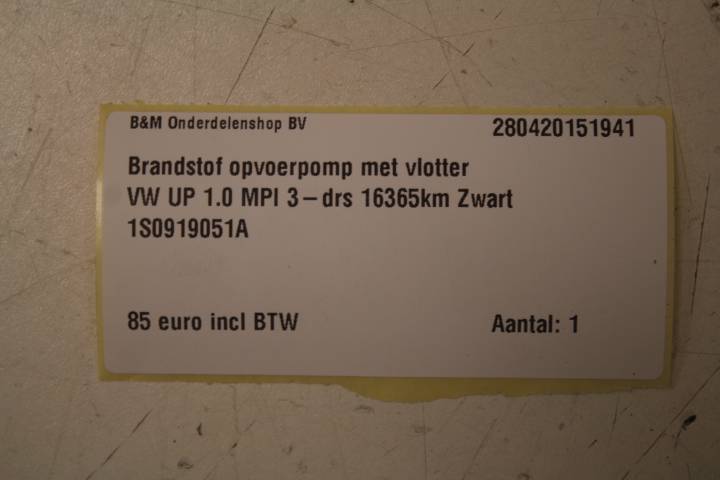 B&M Onderdelenshop BV 280420151941
Brandstof opvoerpomp met vlotter
VW UP 1.0 MPI 3-drs 16365km Zwart
1S0919051A
85 euro incl BTW Aantal: 1